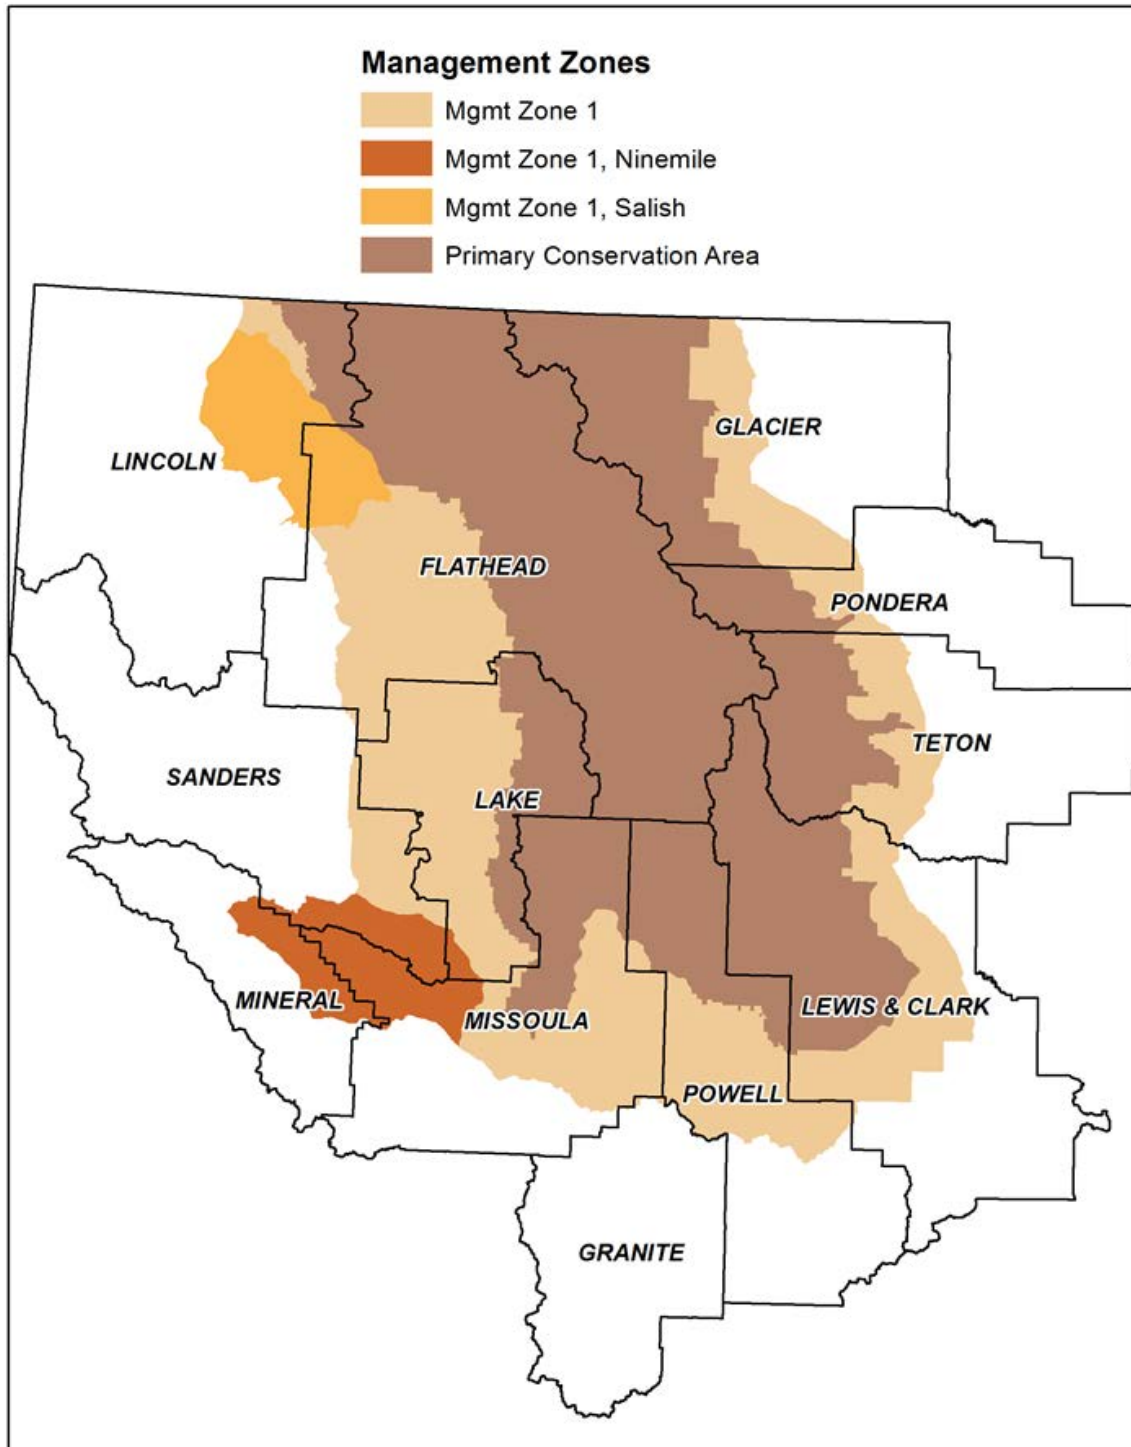 Management Zones
Mgmt Zone 1
Mgmt Zone 1, Ninemile
Mgmt Zone 1, Salish
Primary Conservation Area
GLACIER
LINCOLN
FLATHEAD
PONDERA
TETON
SANDERS
LAKE
MINERAL
MISSOULA
LEWIS & CLARK
POWELL
GRANITE